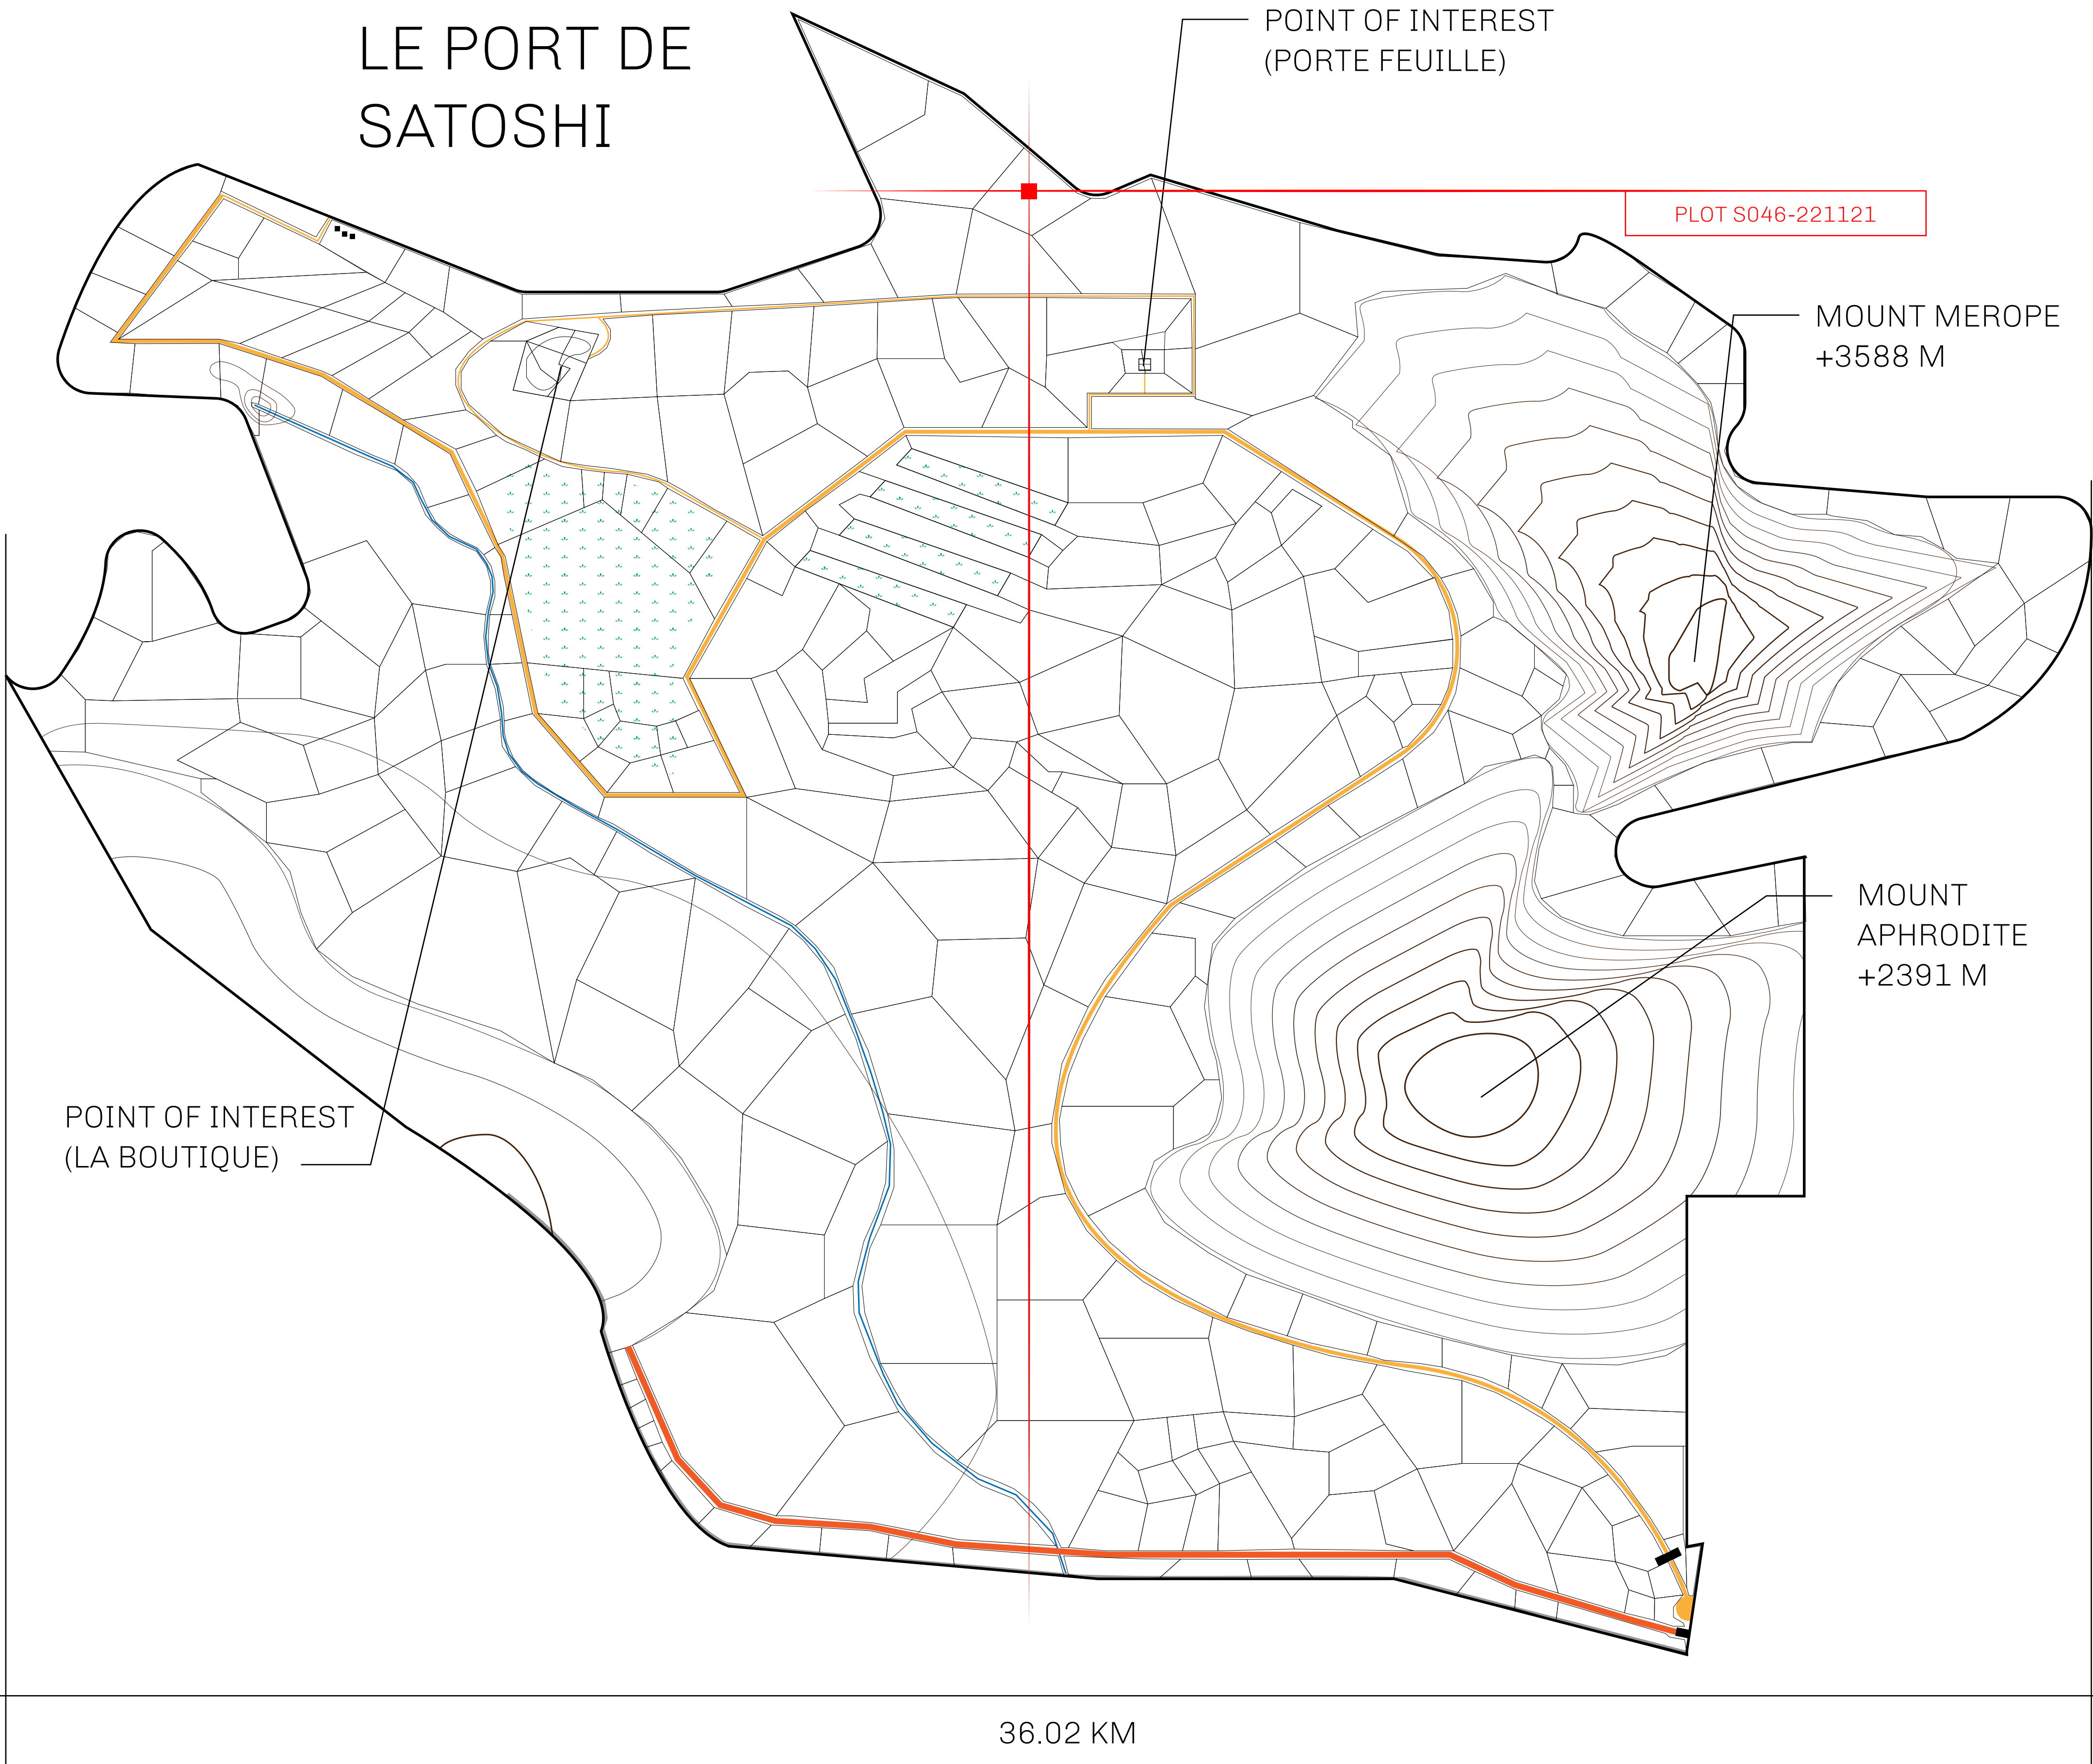 LE PORT DE
SATOSHI
POINT OF INTEREST
(PORTE FEUILLE)
PLOT S046-221121
MOUNT MEROPE
+3588 M
MOUNT
APHRODITE
+2391 M
POINT OF INTEREST
(LA BOUTIQUE)
36.02 KM